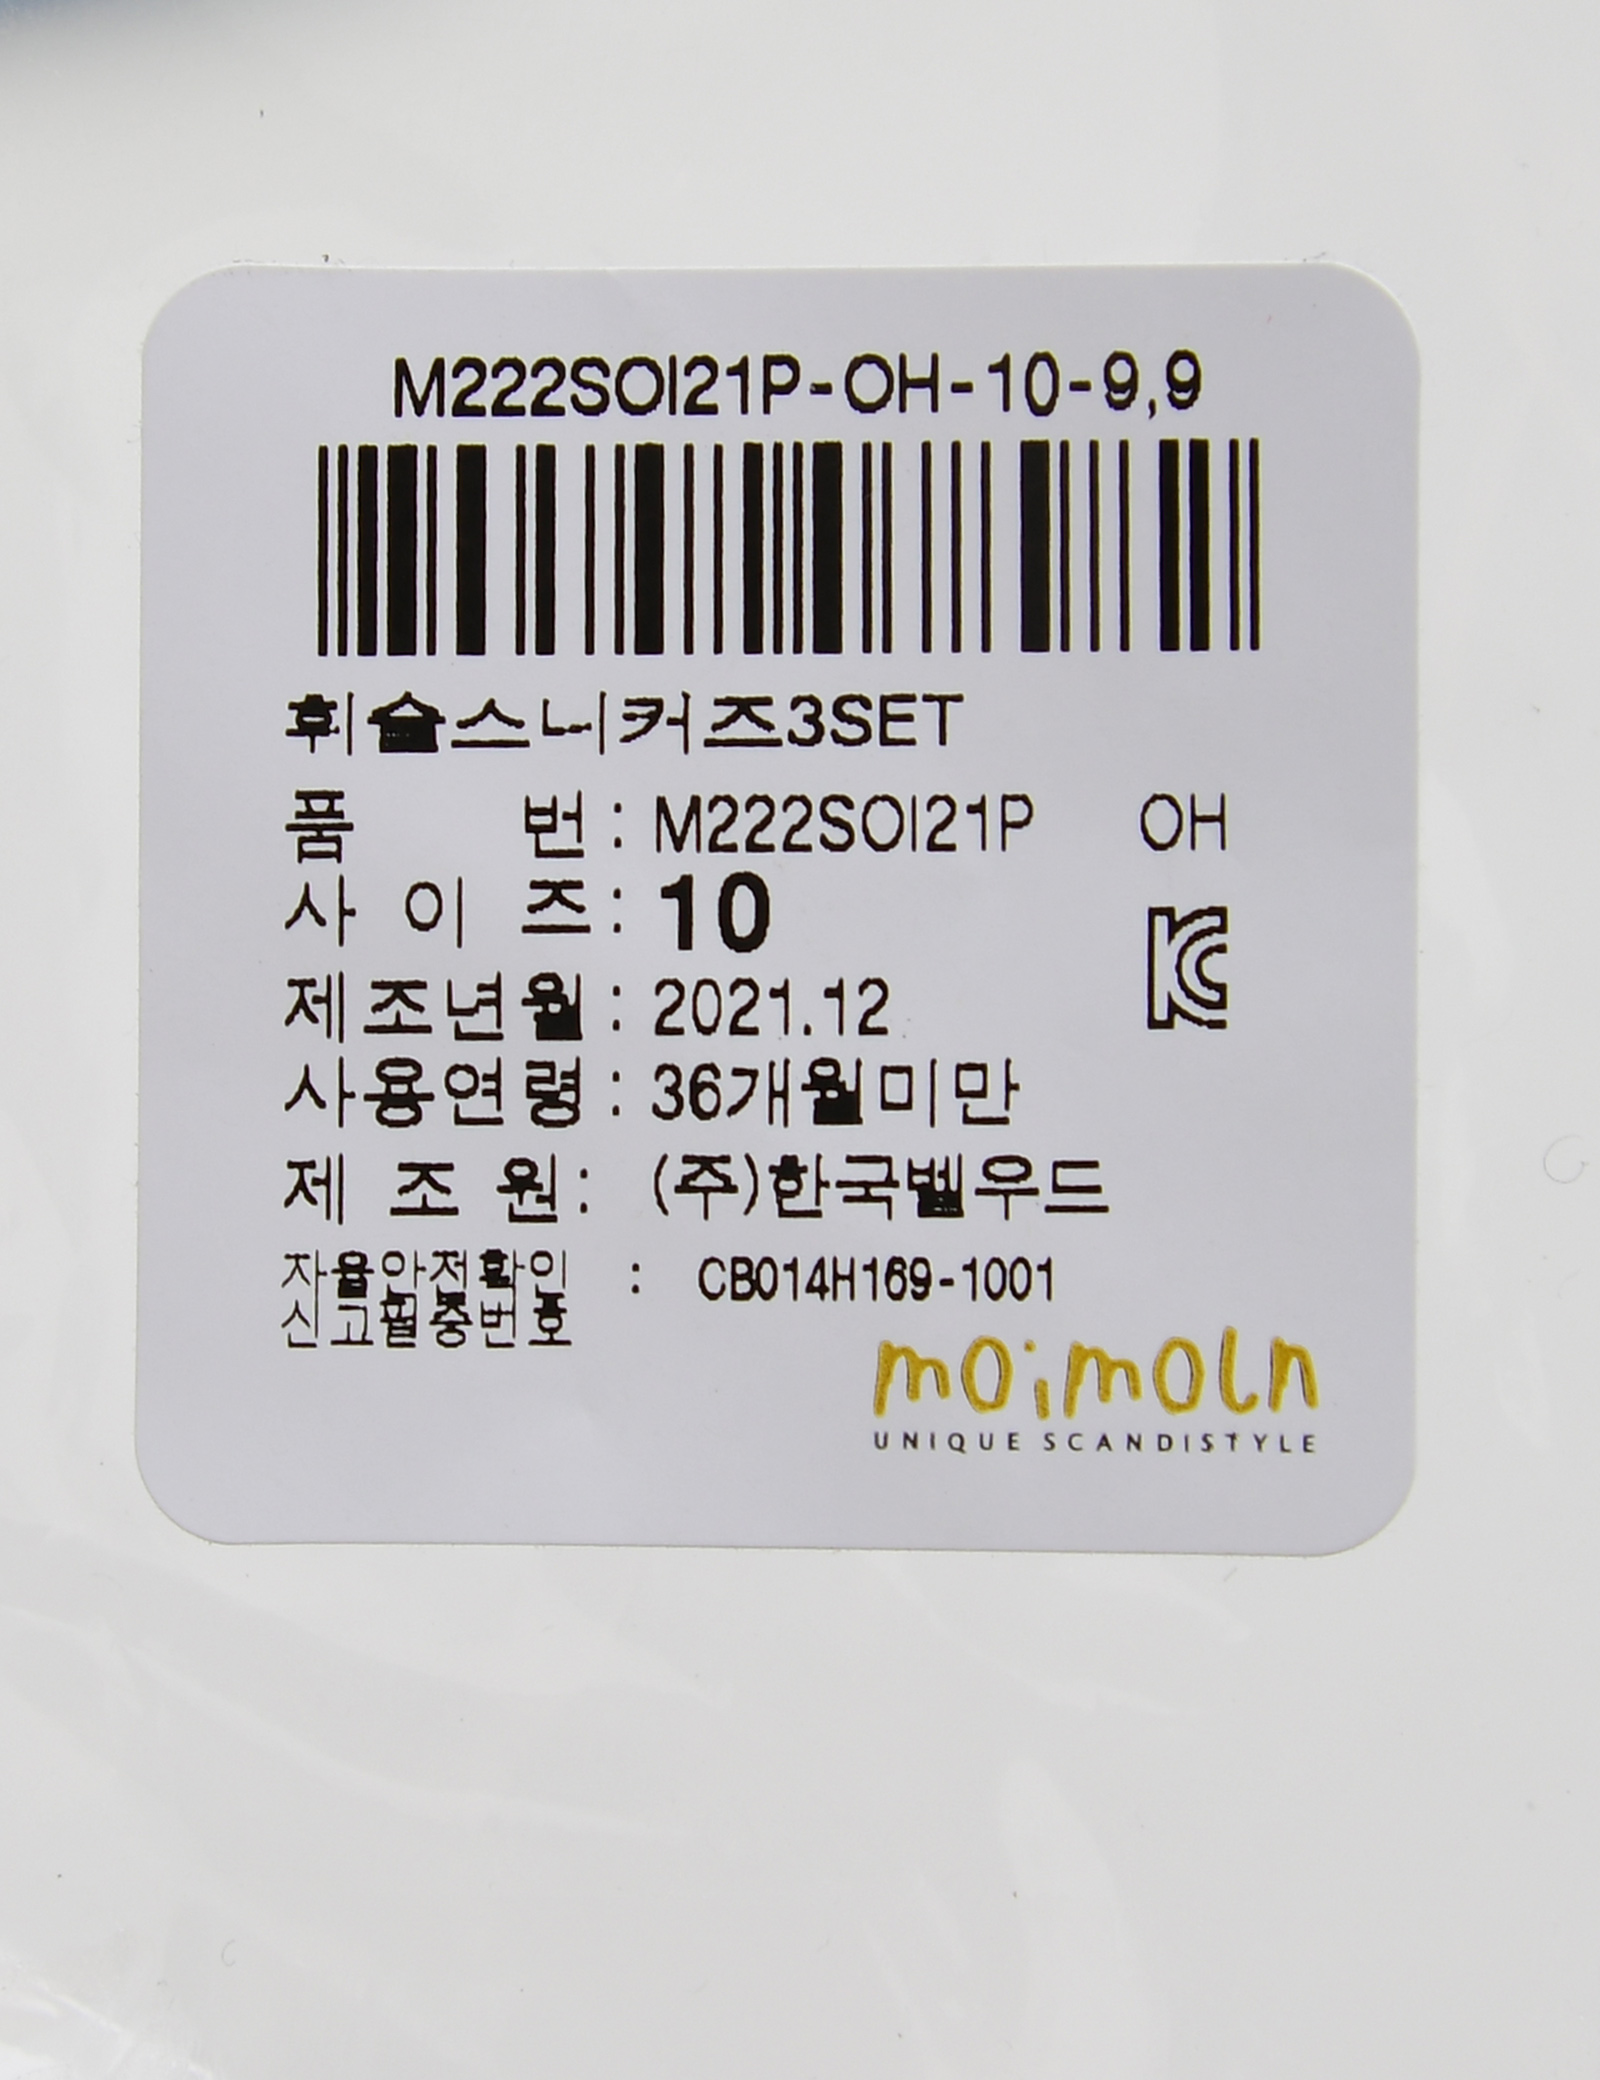 M222SOI21P-OH-10-9,9
휘슬스니커즈3SET
품 번 : M222SOI21P OH
사 이 즈 : 10
제조년월 : 2021.12
사용연령 : 36개월미만
제 조 원 : (주)한국벨우드
자율안전확인 : CB014H169-1001
신고필증번호
moimoln
UNIQUE SCANDISTYLE